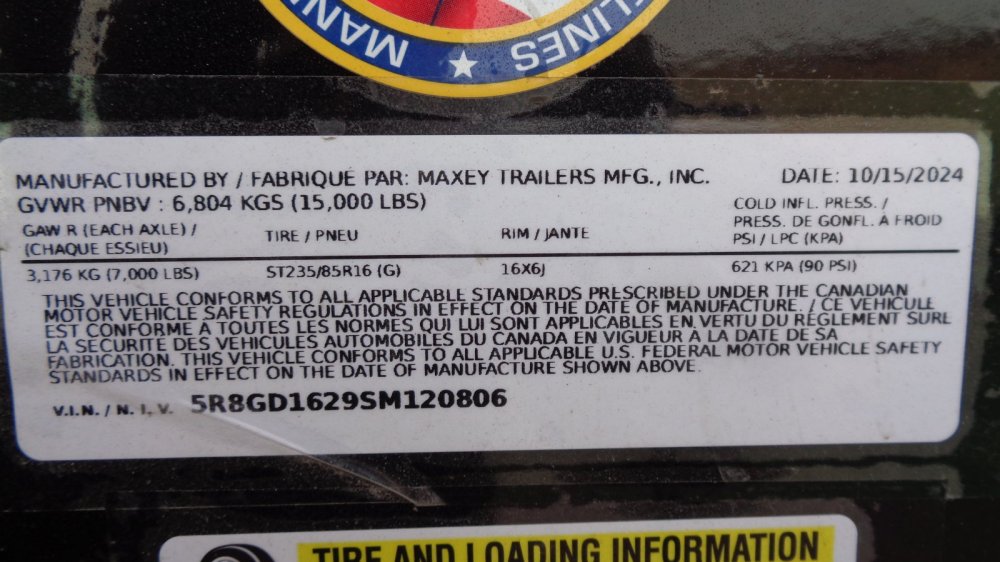 MANN
ELINES
MANUFACTURED BY / FABRIQUE PAR: MAXEY TRAILERS MFG., INC. DATE: 10/15/2024
GVWR PNBV : 6,804 KGS (15,000 LBS)
GAW R (EACH AXLE) / (CHAQUE ESSIEU) TIRE / PNEU RIM / JANTE COLD INFL. PRESS. / PRESS. DE GONFL. À FROID PSI / LPC (KPA)
3,176 KG (7,000 LBS) ST235/85R16 (G) 16X6J 621 KPA (90 PSI)
THIS VEHICLE CONFORMS TO ALL APPLICABLE STANDARDS PRESCRIBED UNDER THE CANADIAN
MOTOR VEHICLE SAFETY REGULATIONS IN EFFECT ON THE DATE OF MANUFACTURE. / CE VEHICULE
EST CONFORME A TOUTES LES NORMES QUI LUI SONT APPLICABLES EN VERTU DU RÈGLEMENT SURL
LA SECURITE DES VEHICULES AUTOMOBILES DU CANADA EN VIGUEUR À LA DATE DE SA
FABRICATION. THIS VEHICLE CONFORMS TO ALL APPLICABLE U.S. FEDERAL MOTOR VEHICLE SAFETY
STANDARDS IN EFFECT ON THE DATE OF MANUFACTURE SHOWN ABOVE.
V.I.N. / N. I. V. 5R8GD1629SM120806
TIRE AND LOADING INFORMATION